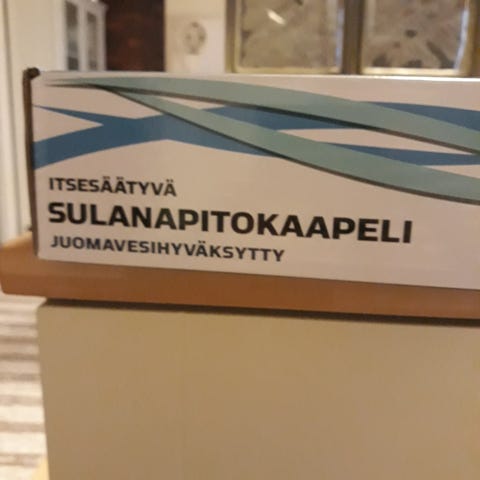 ITSESÄÄTYVÄ
SULANAPITOKAAPELI
JUOMAVESIHYVÄKSYTTY